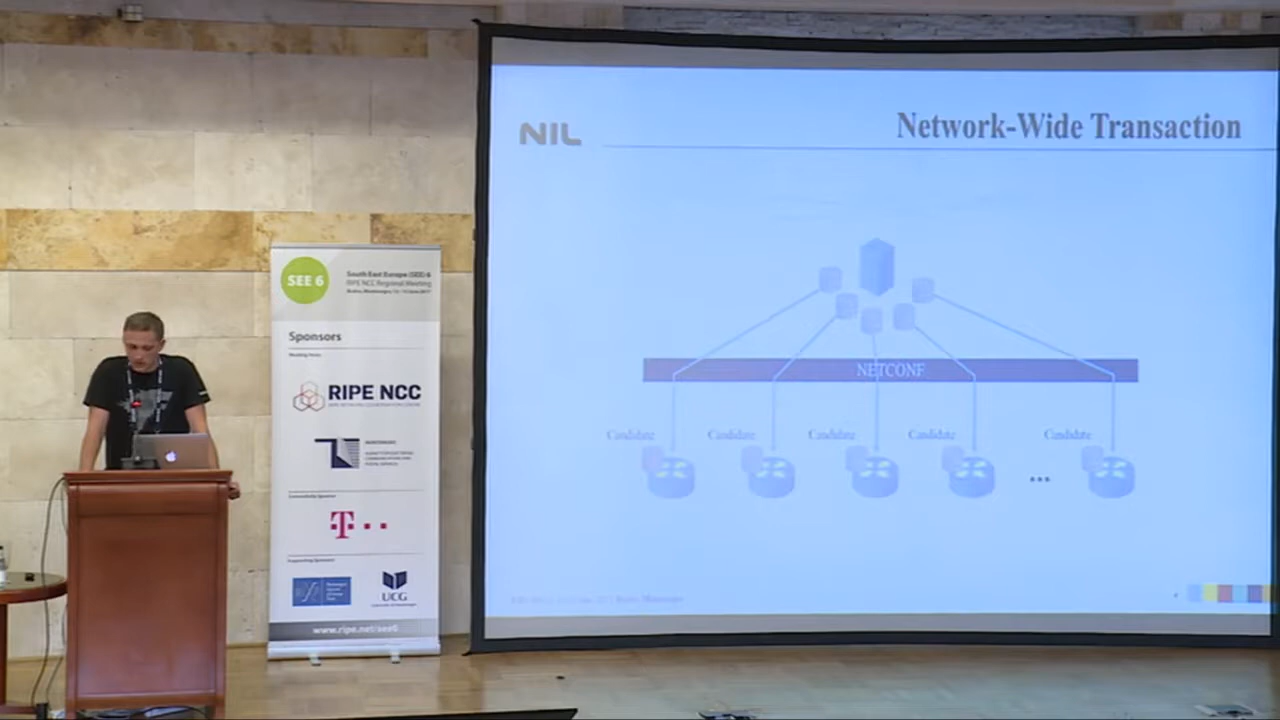 NIL
Network-Wide Transaction
NETCONF
Candidate
Candidate
Candidate
Candidate
Candidate
...
SEE 6
South East Europe (SEE) 6
RIPE NCC Regional Meeting
Sponsors
RIPE NCC
T
UCG
www.ripe.net/see6